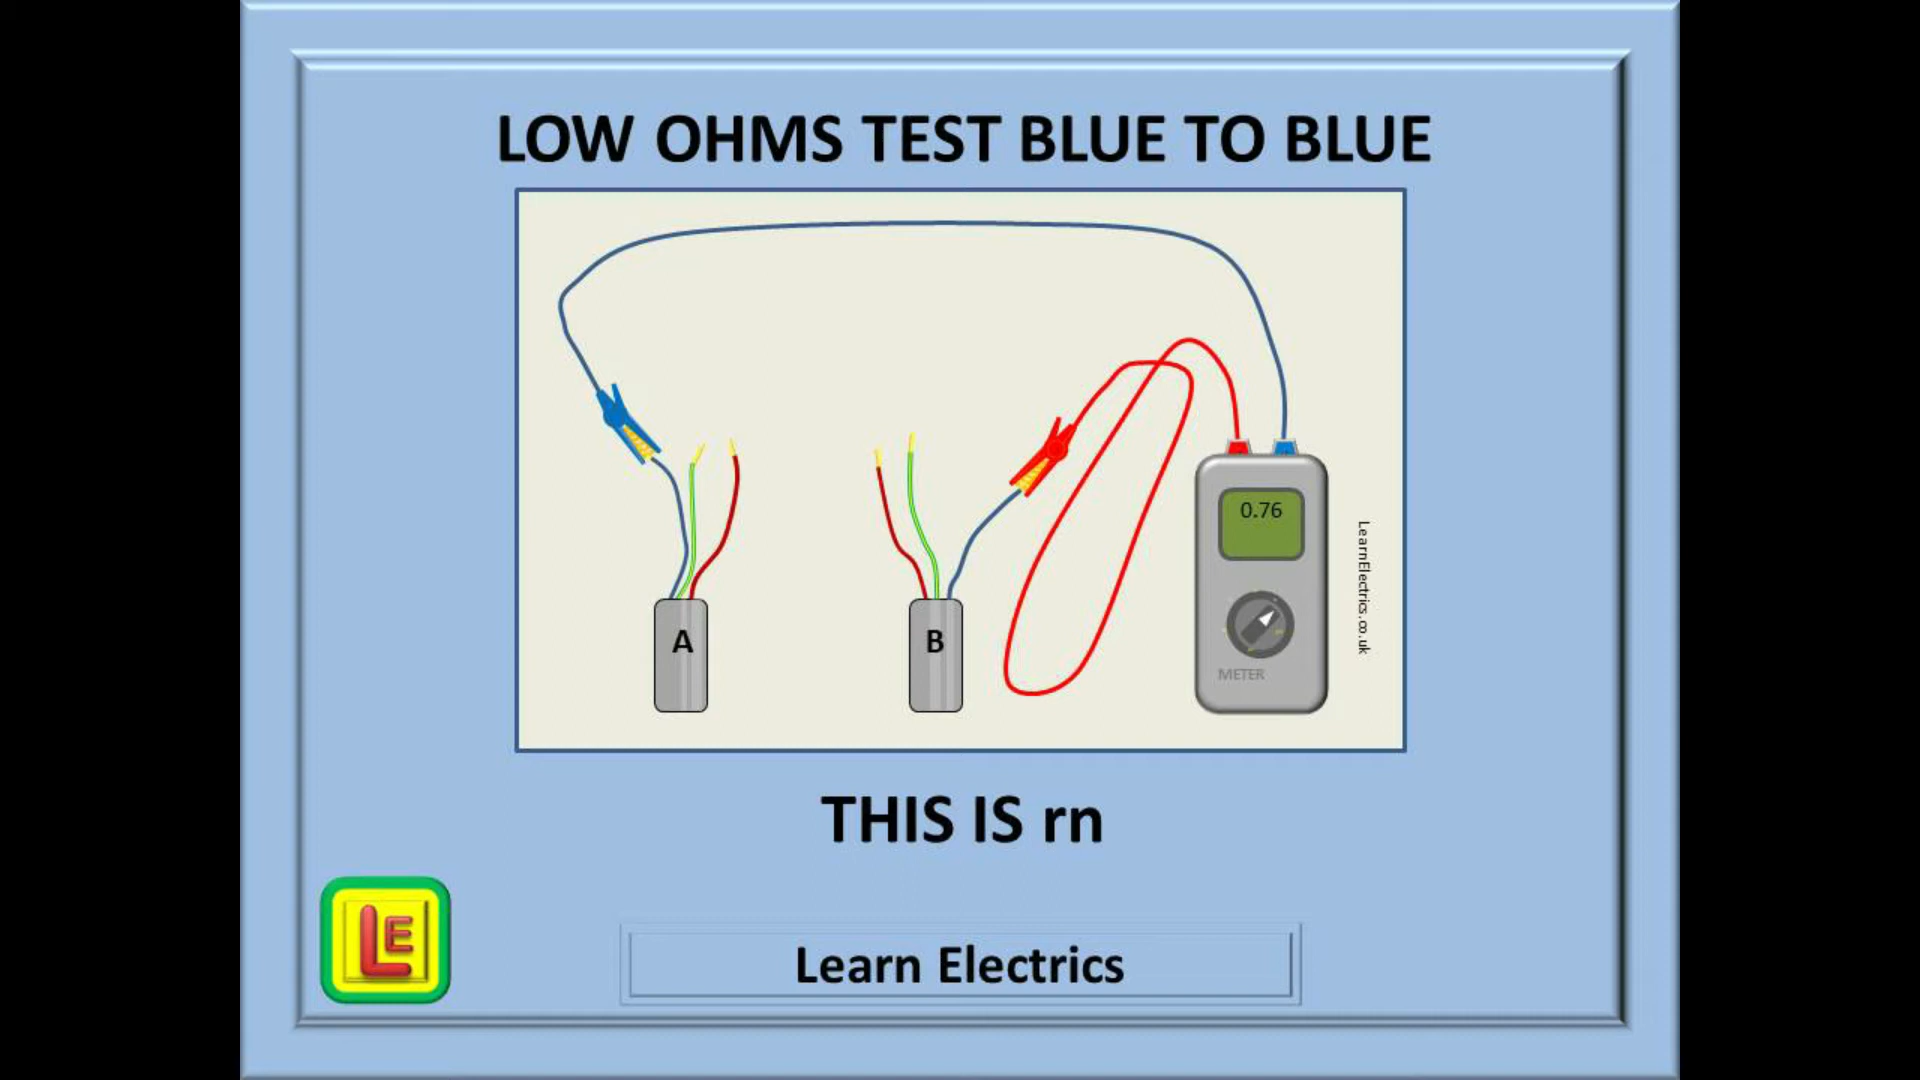 LOW OHMS TEST BLUE TO BLUE
0.76
LearnElectrics.co.uk
A
B
METER
THIS IS rn
LE
Learn Electrics